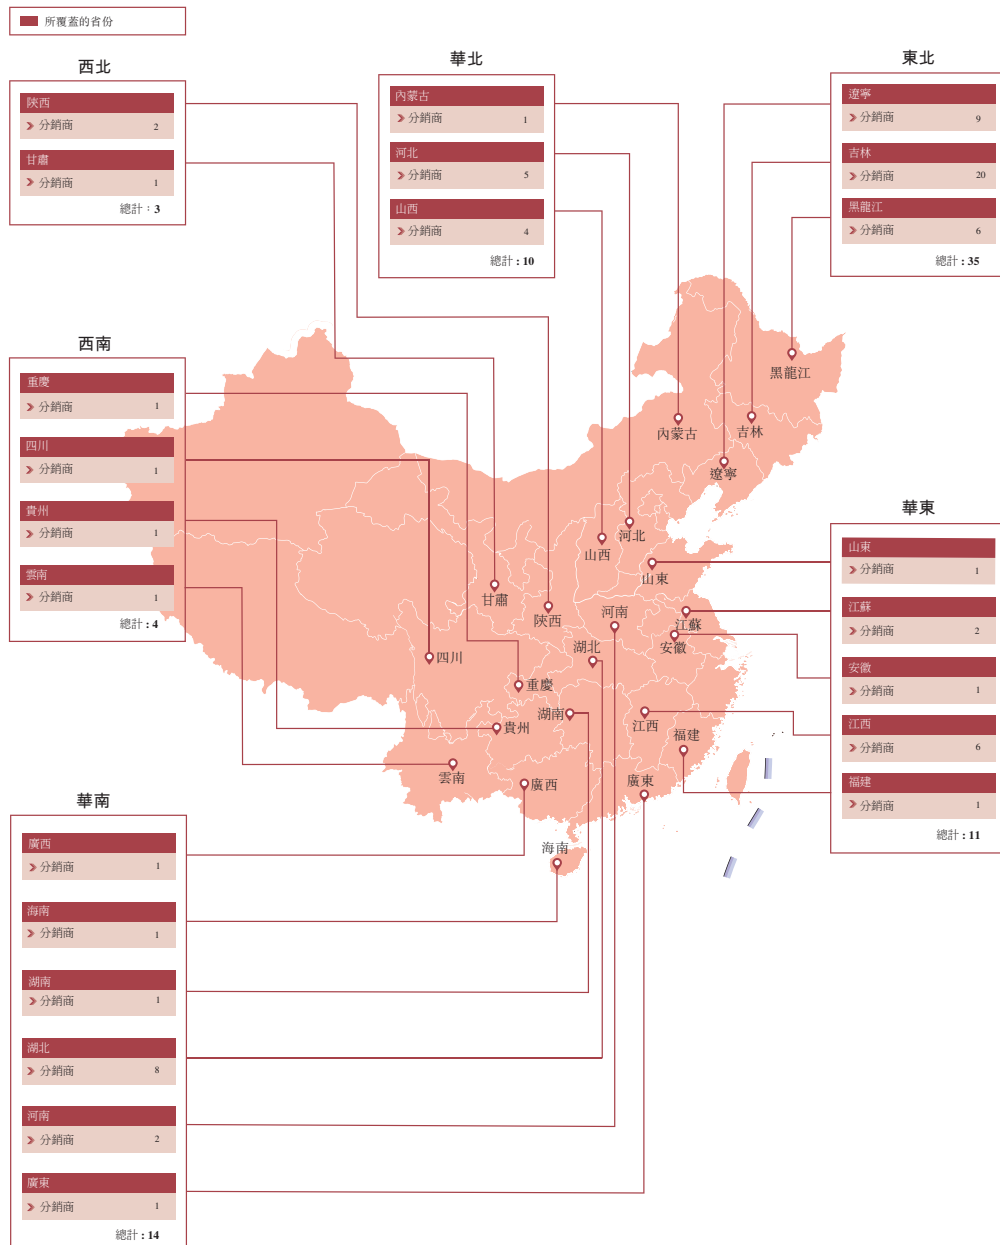 所覆蓋的省份
西北
陝西
分銷商 2
甘肅
分銷商 1
總計：3
華北
內蒙古
分銷商 1
河北
分銷商 5
山西
分銷商 4
總計 : 10
東北
遼寧
分銷商 9
吉林
分銷商 20
黑龍江
分銷商 6
總計 : 35
西南
重慶
分銷商 1
四川
分銷商 1
貴州
分銷商 1
雲南
分銷商 1
總計 : 4
華東
山東
分銷商 1
江蘇
分銷商 2
安徽
分銷商 1
江西
分銷商 6
福建
分銷商 1
總計 : 11
華南
廣西
分銷商 1
海南
分銷商 1
湖南
分銷商 1
湖北
分銷商 8
河南
分銷商 2
廣東
分銷商 1
總計 : 14
黑龍江
內蒙古
吉林
遼寧
河北
山西
山東
甘肅
陝西
河南
江蘇
安徽
湖北
四川
重慶
湖南
江西
貴州
福建
雲南
廣西
廣東
海南